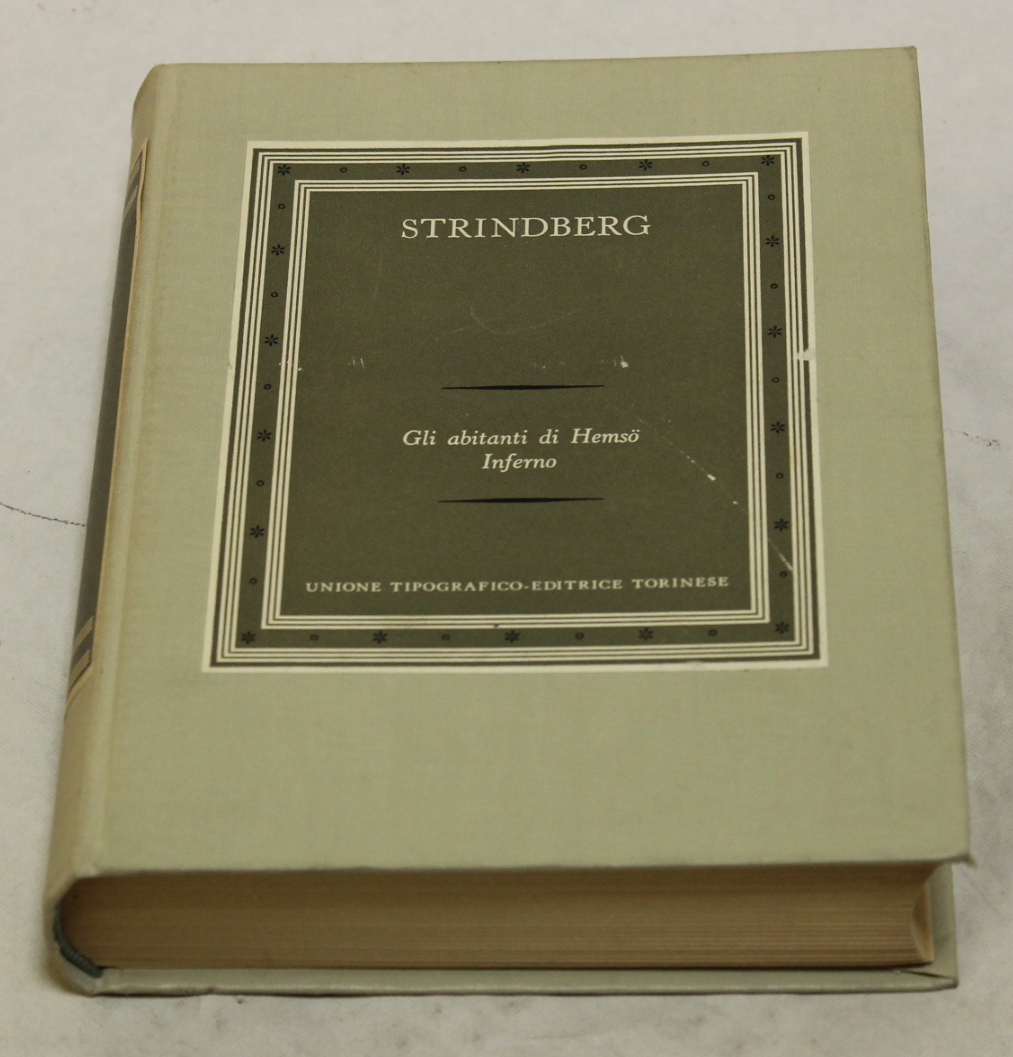 STRINDBERG
Gli abitanti di Hemsö
Inferno
UNIONE TIPOGRAFICO-EDITRICE TORINESE